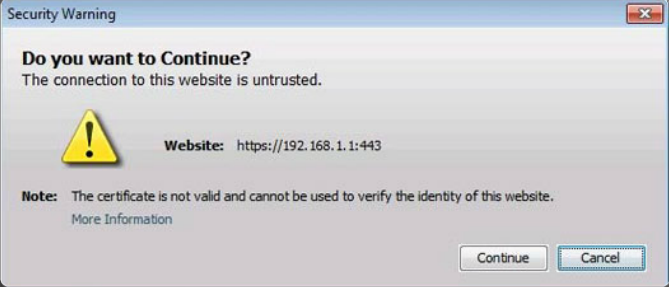 Security Warning
Do you want to Continue?
The connection to this website is untrusted.
Website: https://192.168.1.1:443
Note: The certificate is not valid and cannot be used to verify the identity of this website.
More Information
Continue Cancel